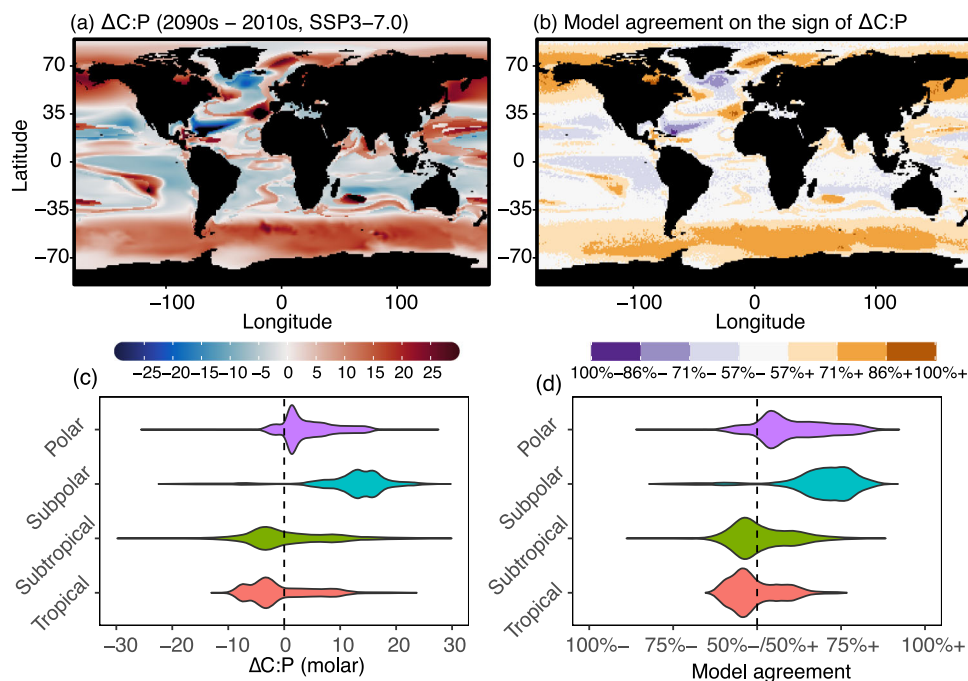 (a) ΔC:P (2090s − 2010s, SSP3−7.0)
(b) Model agreement on the sign of ΔC:P
Latitude
70
35
0
−35
−70
−100
0
100
Longitude
70
35
0
−35
−70
−100
0
100
Longitude
−25 −20 −15 −10 −5 0 5 10 15 20 25
100%− 86%− 71%− 57%− 57%+ 71%+ 86%+ 100%+
(c)
Polar
Subpolar
Subtropical
Tropical
−30 −20 −10 0 10 20 30
ΔC:P (molar)
(d)
Polar
Subpolar
Subtropical
Tropical
100%− 75%− 50%−/50%+ 75%+ 100%+
Model agreement